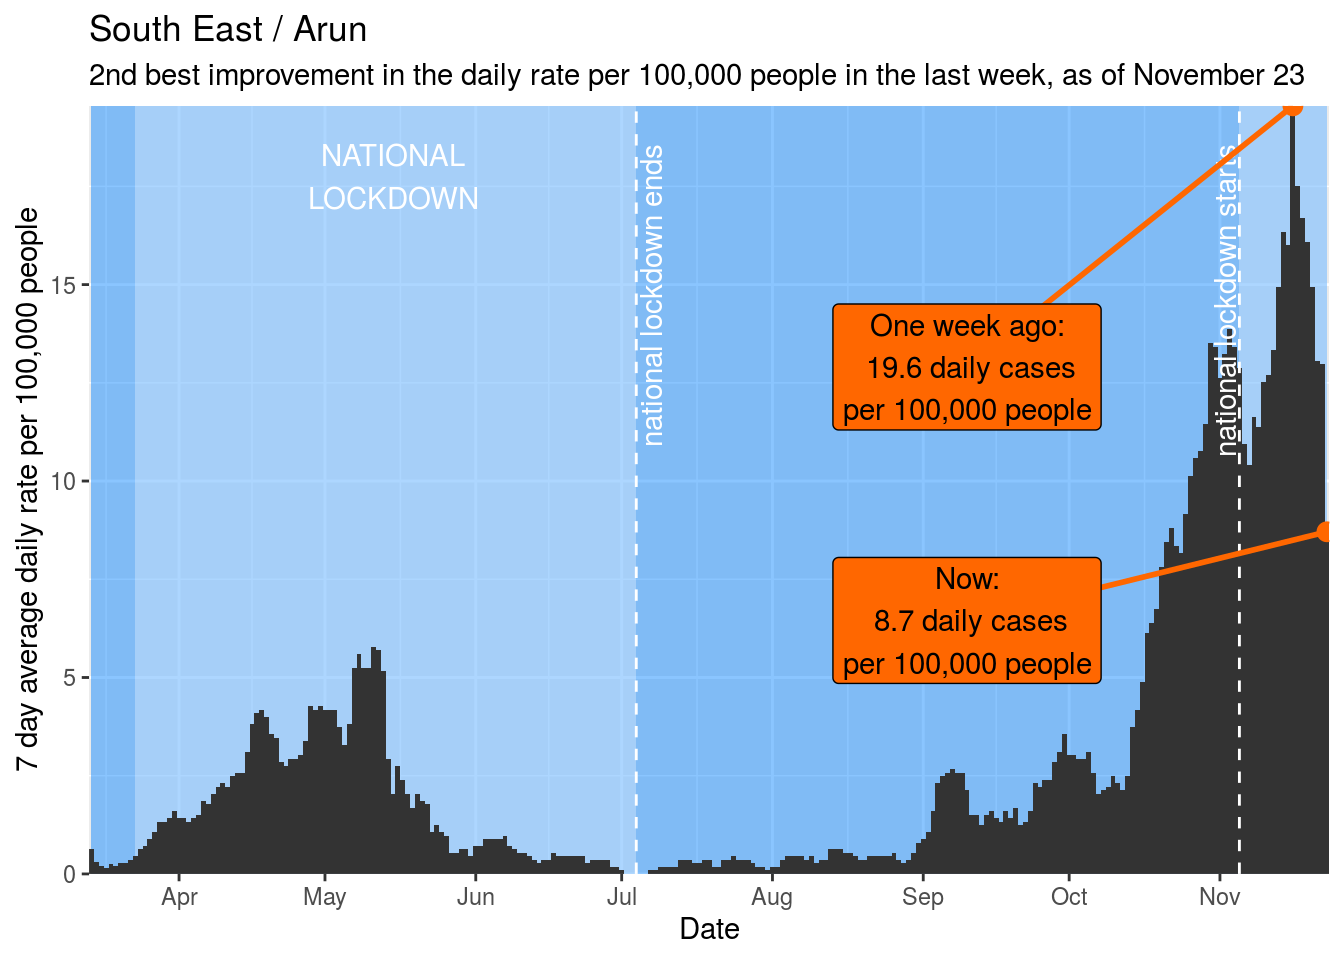 South East / Arun
2nd best improvement in the daily rate per 100,000 people in the last week, as of November 23
NATIONAL
LOCKDOWN
national lockdown ends
national lockdown starts
One week ago:
19.6 daily cases
per 100,000 people
Now:
8.7 daily cases
per 100,000 people
7 day average daily rate per 100,000 people
15
10
5
0
Apr May Jun Jul Aug Sep Oct Nov
Date